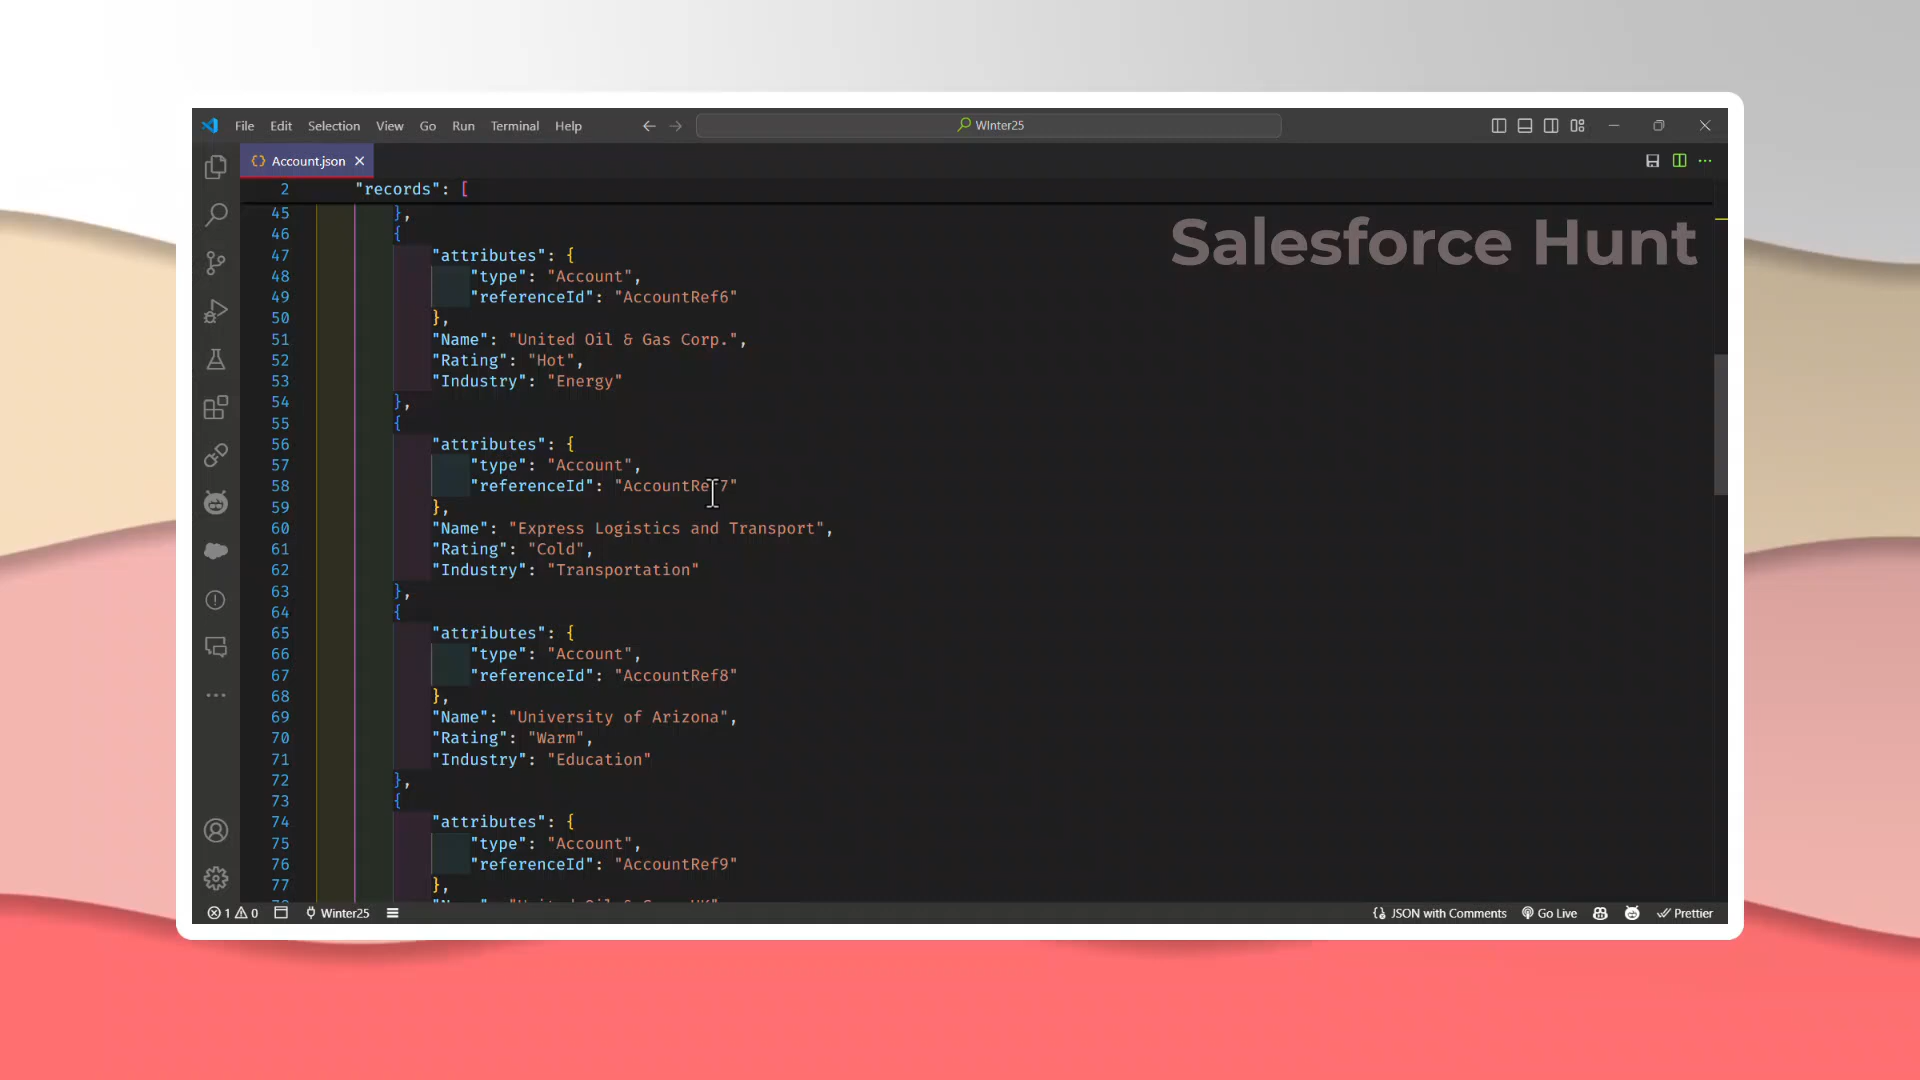 File Edit Selection View Go Run Terminal Help
WInter25
Account.json
2 "records": [
Salesforce Hunt
45 },
46 {
47 "attributes": {
48 "type": "Account",
49 "referenceId": "AccountRef6"
50 },
51 "Name": "United Oil & Gas Corp.",
52 "Rating": "Hot",
53 "Industry": "Energy"
54 },
55 {
56 "attributes": {
57 "type": "Account",
58 "referenceId": "AccountRef7"
59 },
60 "Name": "Express Logistics and Transport",
61 "Rating": "Cold",
62 "Industry": "Transportation"
63 },
64 {
65 "attributes": {
66 "type": "Account",
67 "referenceId": "AccountRef8"
68 },
69 "Name": "University of Arizona",
70 "Rating": "Warm",
71 "Industry": "Education"
72 },
73 {
74 "attributes": {
75 "type": "Account",
76 "referenceId": "AccountRef9"
77 },
1 0 Winter25 JSON with Comments Go Live Prettier